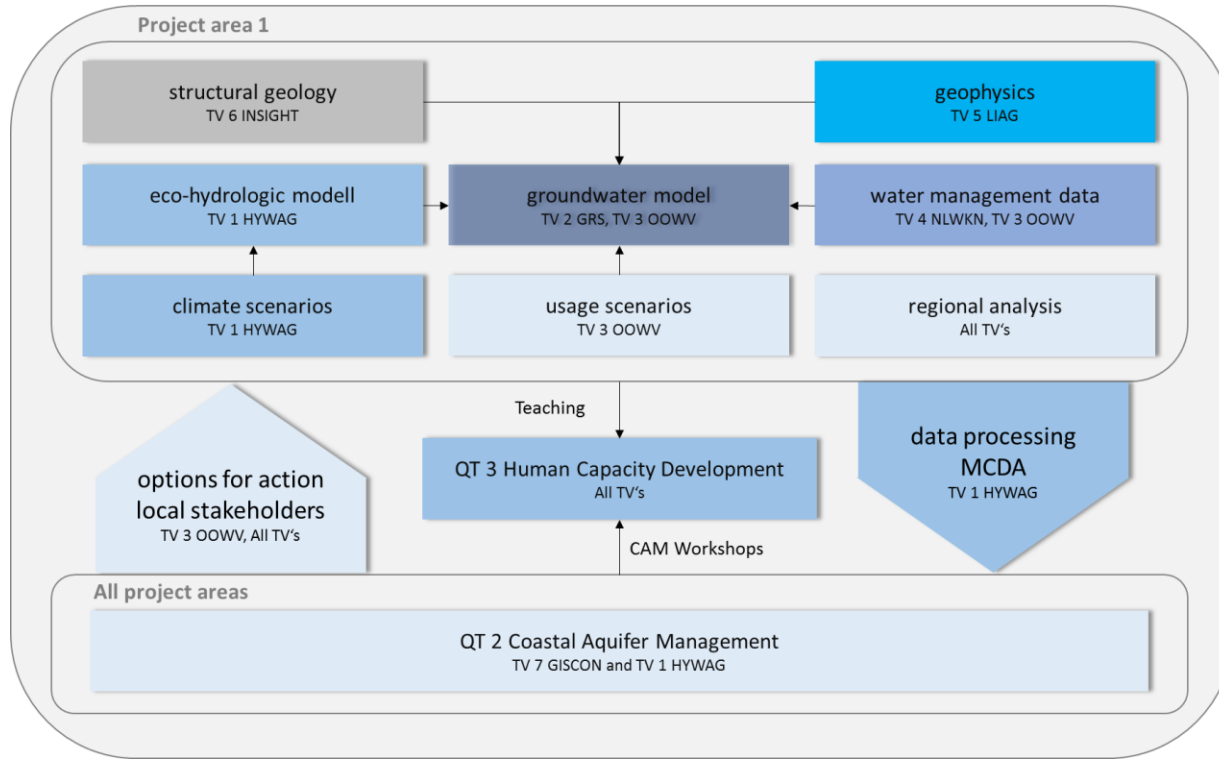 Project area 1
structural geology
TV 6 INSIGHT
geophysics
TV 5 LIAG
eco-hydrologic modell
TV 1 HYWAG
groundwater model
TV 2 GRS, TV 3 OOWV
water management data
TV 4 NLWKN, TV 3 OOWV
climate scenarios
TV 1 HYWAG
usage scenarios
TV 3 OOWV
regional analysis
All TV‘s
Teaching
options for action
local stakeholders
TV 3 OOWV, All TV‘s
QT 3 Human Capacity Development
All TV‘s
data processing
MCDA
TV 1 HYWAG
CAM Workshops
All project areas
QT 2 Coastal Aquifer Management
TV 7 GISCON and TV 1 HYWAG